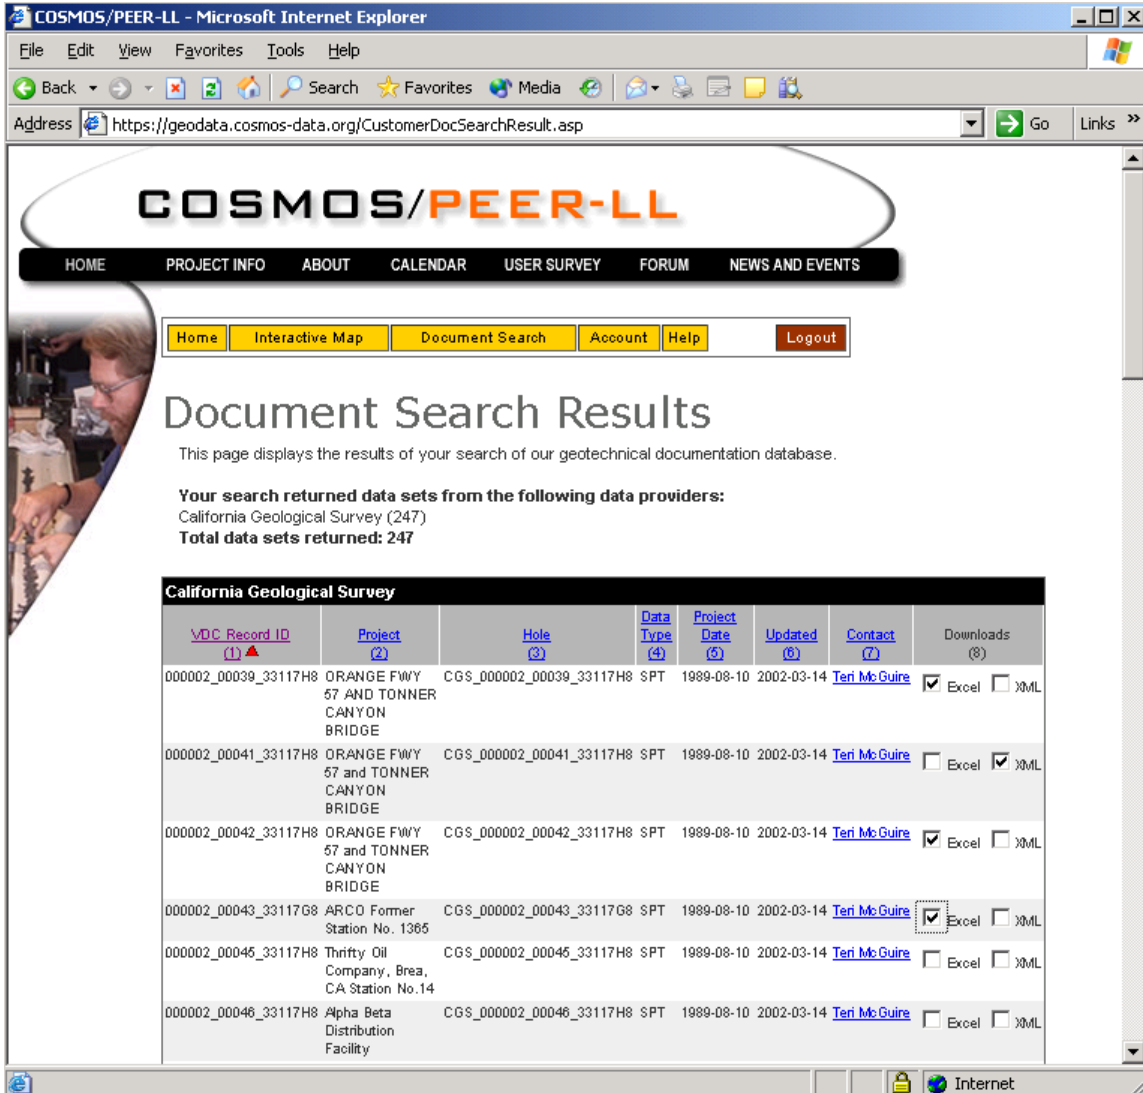 COSMOS/PEER-LL - Microsoft Internet Explorer
File Edit View Favorites Tools Help
Back Search Favorites Media
Address https://geodata.cosmos-data.org/CustomerDocSearchResult.asp Go Links »
COSMOS/PEER-LL
HOME PROJECT INFO ABOUT CALENDAR USER SURVEY FORUM NEWS AND EVENTS
Home Interactive Map Document Search Account Help Logout
Document Search Results
This page displays the results of your search of our geotechnical documentation database.
Your search returned data sets from the following data providers:
California Geological Survey (247)
Total data sets returned: 247
California Geological Survey
Data Project
VDC Record ID Project Hole Type Date Updated Contact Downloads
(1) (2) (3) (4) (5) (6) (7) (8)
000002_00039_33117H8 ORANGE FWY CGS_000002_00039_33117H8 SPT 1989-08-10 2002-03-14 Teri McGuire Excel XML
57 AND TONNER
CANYON
BRIDGE
000002_00041_33117H8 ORANGE FWY CGS_000002_00041_33117H8 SPT 1989-08-10 2002-03-14 Teri McGuire Excel XML
57 and TONNER
CANYON
BRIDGE
000002_00042_33117H8 ORANGE FWY CGS_000002_00042_33117H8 SPT 1989-08-10 2002-03-14 Teri McGuire Excel XML
57 and TONNER
CANYON
BRIDGE
000002_00043_33117G8 ARCO Former CGS_000002_00043_33117G8 SPT 1989-08-10 2002-03-14 Teri McGuire Excel XML
Station No. 1365
000002_00045_33117H8 Thrifty Oil CGS_000002_00045_33117H8 SPT 1989-08-10 2002-03-14 Teri McGuire Excel XML
Company, Brea,
CA Station No.14
000002_00046_33117H8 Alpha Beta CGS_000002_00046_33117H8 SPT 1989-08-10 2002-03-14 Teri McGuire Excel XML
Distribution
Facility
Internet